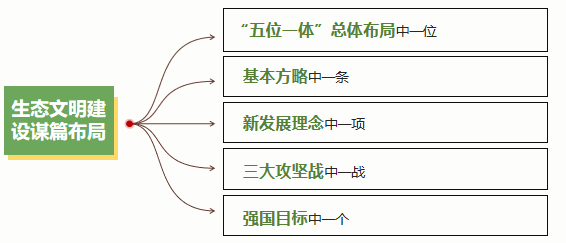 生态文明建
设谋篇布局
“五位一体”总体布局中一位
基本方略中一条
新发展理念中一项
三大攻坚战中一战
强国目标中一个